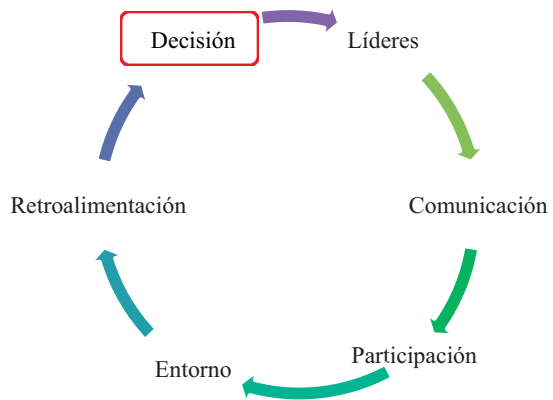 Decisión
Líderes
Comunicación
Participación
Entorno
Retroalimentación